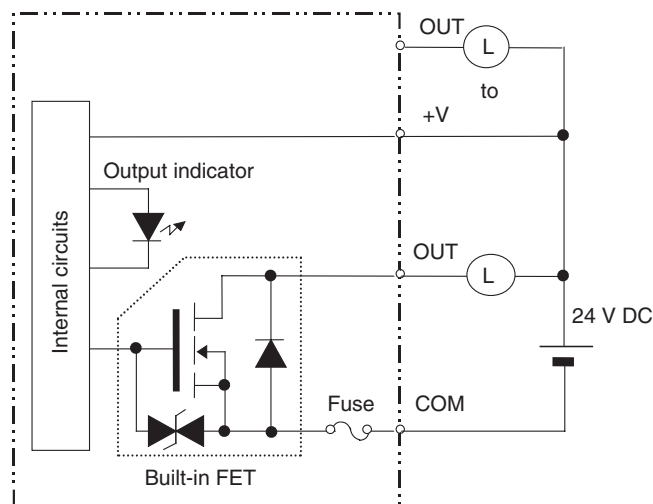 OUT
L
to
+V
Output indicator
Internal circuits
OUT
L
24 V DC
Fuse
COM
Built-in FET